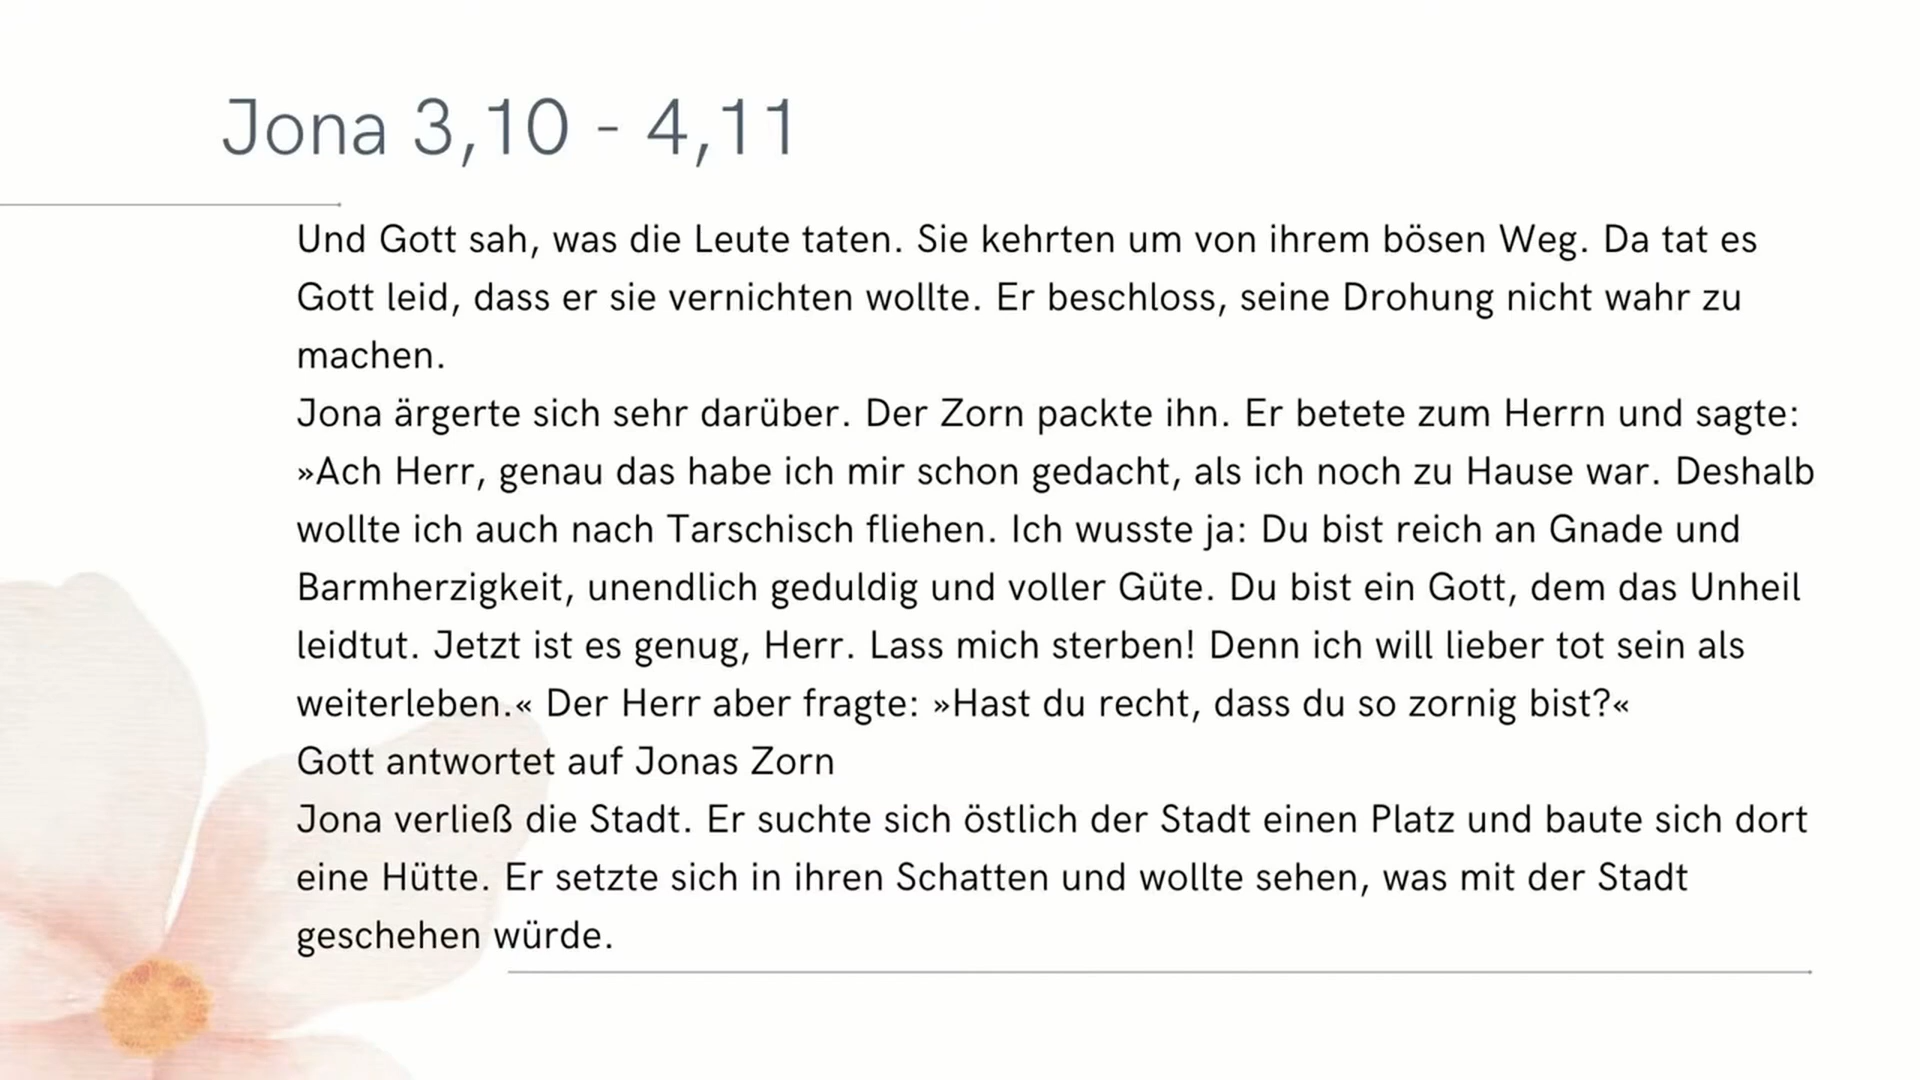 Jona 3,10 - 4,11
Und Gott sah, was die Leute taten. Sie kehrten um von ihrem bösen Weg. Da tat es
Gott leid, dass er sie vernichten wollte. Er beschloss, seine Drohung nicht wahr zu
machen.
Jona ärgerte sich sehr darüber. Der Zorn packte ihn. Er betete zum Herrn und sagte:
»Ach Herr, genau das habe ich mir schon gedacht, als ich noch zu Hause war. Deshalb
wollte ich auch nach Tarschisch fliehen. Ich wusste ja: Du bist reich an Gnade und
Barmherzigkeit, unendlich geduldig und voller Güte. Du bist ein Gott, dem das Unheil
leidtut. Jetzt ist es genug, Herr. Lass mich sterben! Denn ich will lieber tot sein als
weiterleben.« Der Herr aber fragte: »Hast du recht, dass du so zornig bist?«
Gott antwortet auf Jonas Zorn
Jona verließ die Stadt. Er suchte sich östlich der Stadt einen Platz und baute sich dort
eine Hütte. Er setzte sich in ihren Schatten und wollte sehen, was mit der Stadt
geschehen würde.